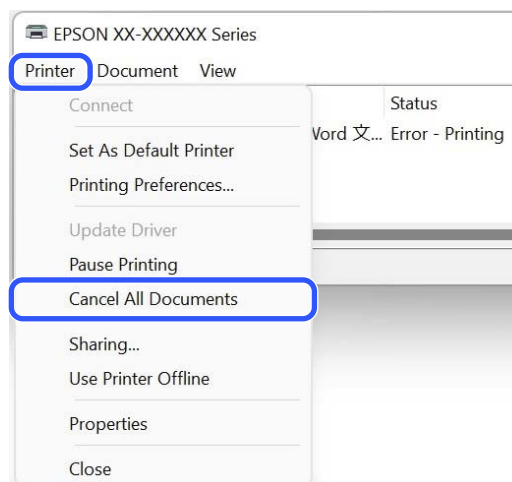 EPSON XX-XXXXXX Series
Printer Document View
Connect
Status
Word 文... Error - Printing
Set As Default Printer
Printing Preferences...
Update Driver
Pause Printing
Cancel All Documents
Sharing...
Use Printer Offline
Properties
Close